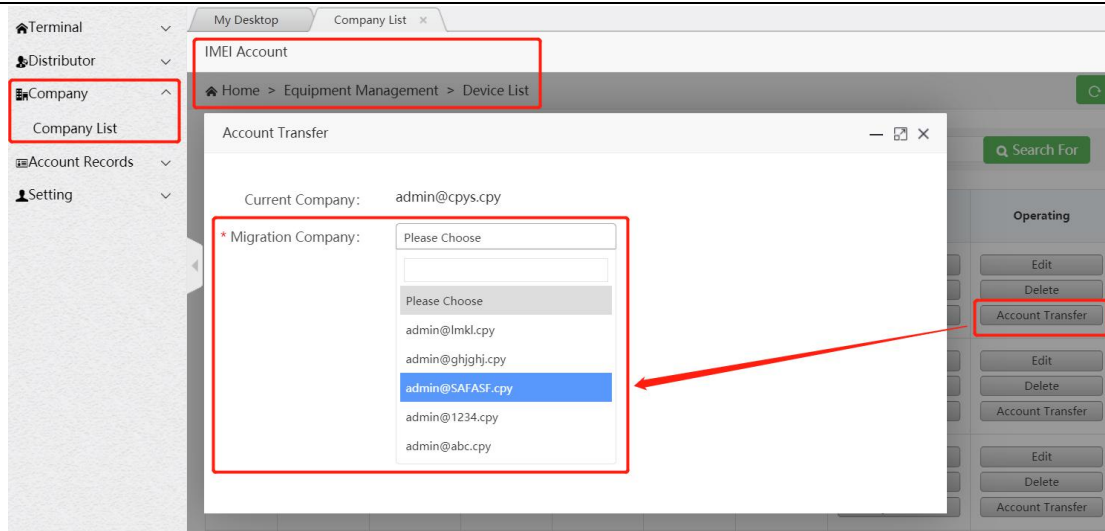 Terminal
Distributor
Company
Company List
Account Records
Setting
My Desktop
Company List ×
IMEI Account
Home > Equipment Management > Device List
Account Transfer
Search For
Current Company:
admin@cpys.cpy
* Migration Company:
Please Choose
Please Choose
admin@lmkl.cpy
admin@ghjghj.cpy
admin@SAFASF.cpy
admin@1234.cpy
admin@abc.cpy
Operating
Edit
Delete
Account Transfer
Edit
Delete
Account Transfer
Edit
Delete
Account Transfer